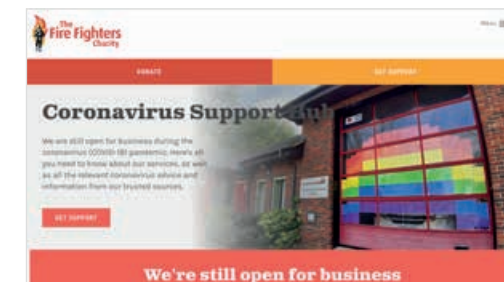 The
Fire Fighters
Charity
Menu
DONATE
GET SUPPORT
Coronavirus Support Hub
We are still open for business during the
coronavirus (COVID-19) pandemic. Here's all
you need to know about our services, as well
as all the relevant coronavirus advice and
information from our trusted sources.
GET SUPPORT
We're still open for business